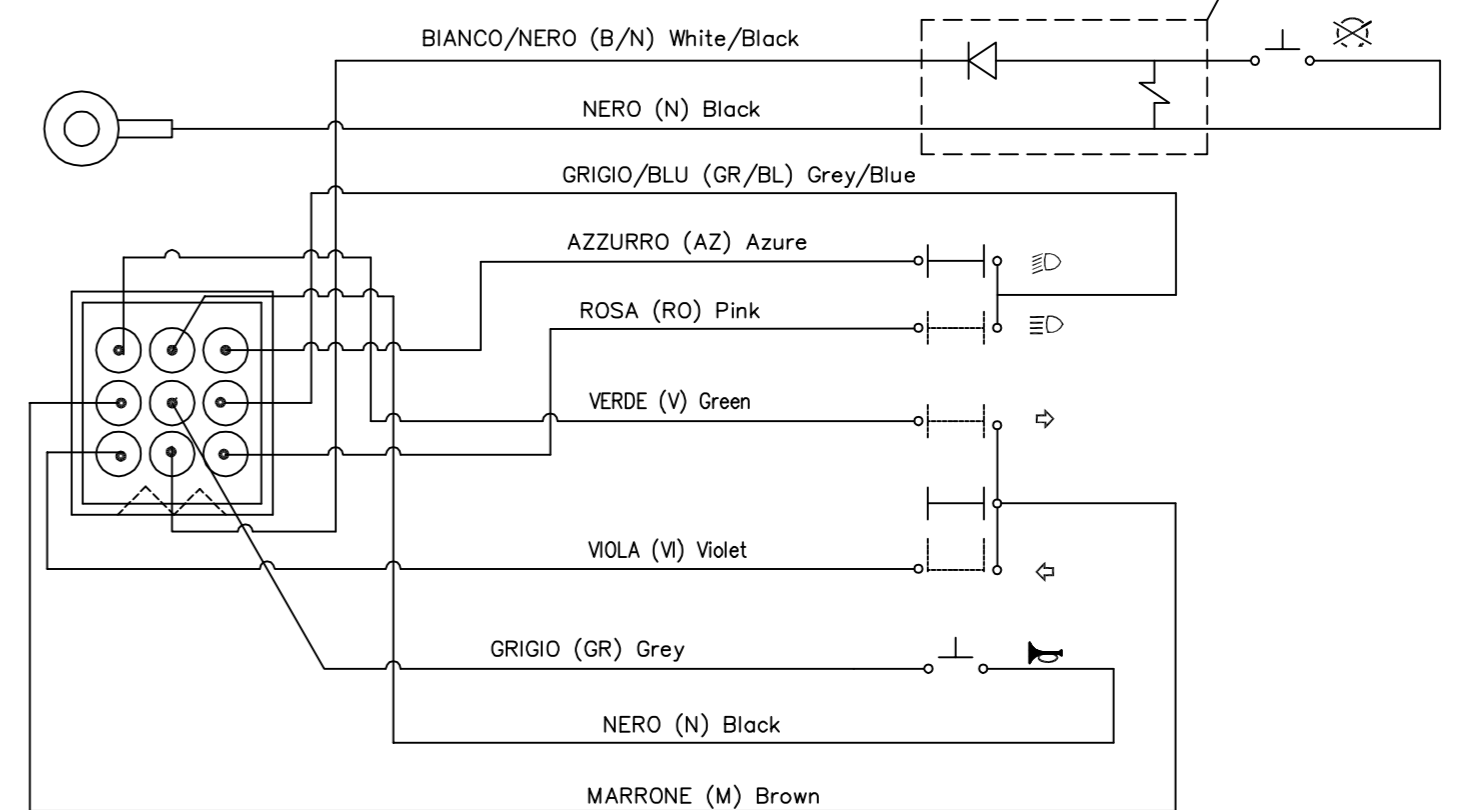 BIANCO/NERO (B/N) White/Black
NERO (N) Black
GRIGIO/BLU (GR/BL) Grey/Blue
AZZURRO (AZ) Azure
ROSA (RO) Pink
VERDE (V) Green
VIOLA (VI) Violet
GRIGIO (GR) Grey
NERO (N) Black
MARRONE (M) Brown